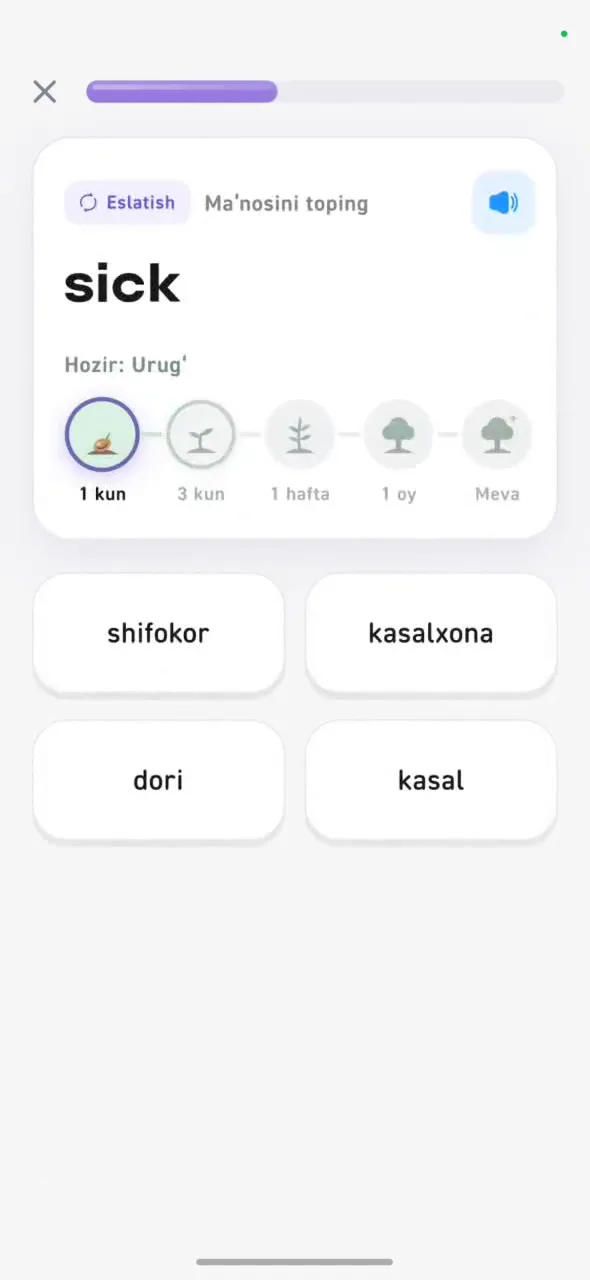 Eslatish Ma'nosini toping
sick
Hozir: Urug‘
1 kun 3 kun 1 hafta 1 oy Meva
shifokor kasalxona
dori kasal